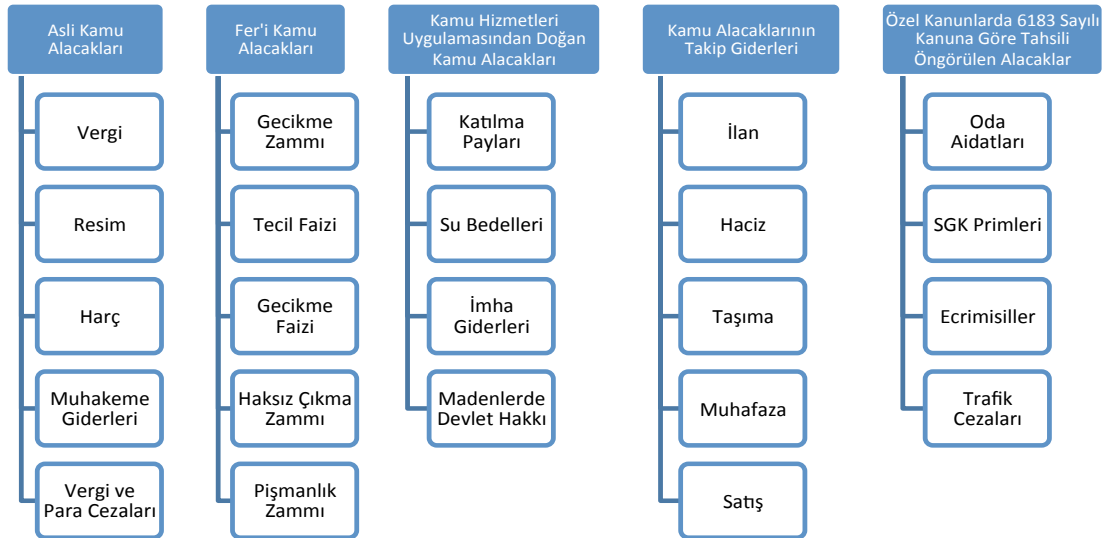 Asli Kamu
Alacakları
Vergi
Resim
Harç
Muhakeme
Giderleri
Vergi ve
Para Cezaları
Fer'i Kamu
Alacakları
Gecikme
Zammı
Tecil Faizi
Gecikme
Faizi
Haksız Çıkma
Zammı
Pişmanlık
Zammı
Kamu Hizmetleri
Uygulamasından Doğan
Kamu Alacakları
Katılma
Payları
Su Bedelleri
İmha
Giderleri
Madenlerde
Devlet Hakkı
Kamu Alacaklarının
Takip Giderleri
İlan
Haciz
Taşıma
Muhafaza
Satış
Özel Kanunlarda 6183 Sayılı
Kanuna Göre Tahsili
Öngörülen Alacaklar
Oda
Aidatları
SGK Primleri
Ecrimisiller
Trafik
Cezaları